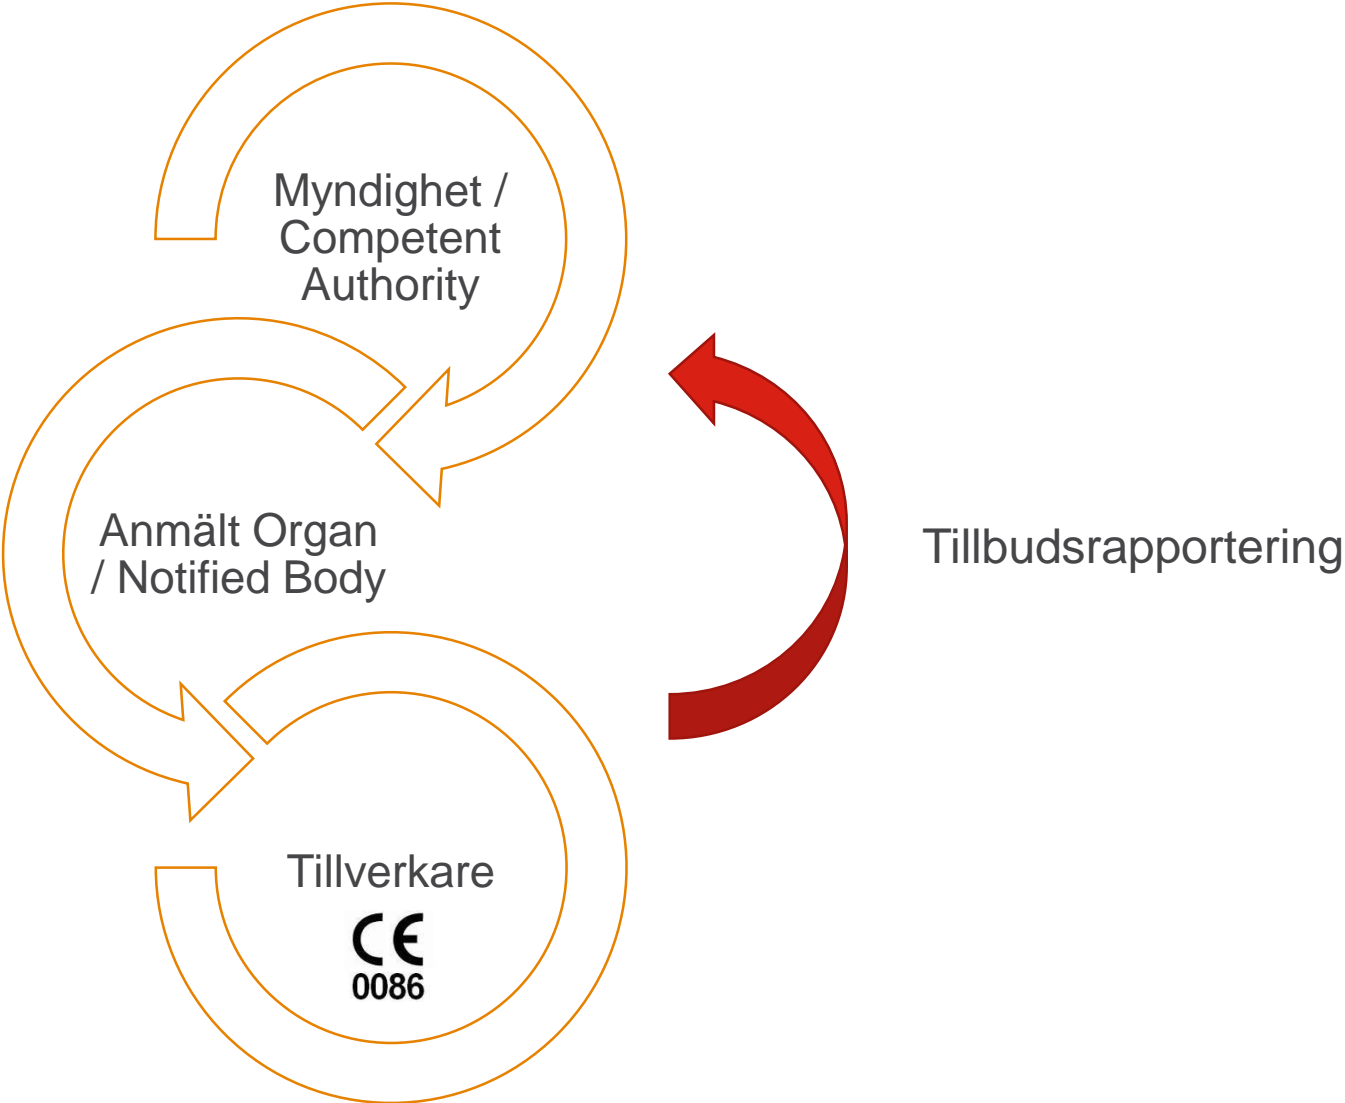 Myndighet /
Competent
Authority
Anmält Organ
/ Notified Body
Tillbudsrapportering
Tillverkare
CE
0086